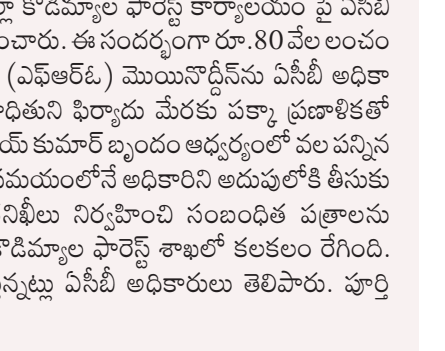 కొడిమ్యాల ఫారెస్ట్ కార్యాలయం పై ఏసీబీ
ంచారు. ఈ సందర్భంగా రూ.80 వేల లంచం
(ఎఫ్ఆర్ఓ) మొయినొద్దీన్‌ను ఏసీబీ అధికా
ధితుని ఫిర్యాదు మేరకు పక్కా ప్రణాళికతో
య్ కుమార్ బృందం ఆధ్వర్యంలో వల పన్నిన
సమయంలోనే అధికారిని అదుపులోకి తీసుకు
నిఖీలు నిర్వహించి సంబంధిత పత్రాలను
కొడిమ్యాల ఫారెస్ట్ శాఖలో కలకలం రేగింది.
న్నట్లు ఏసీబీ అధికారులు తెలిపారు. పూర్తి